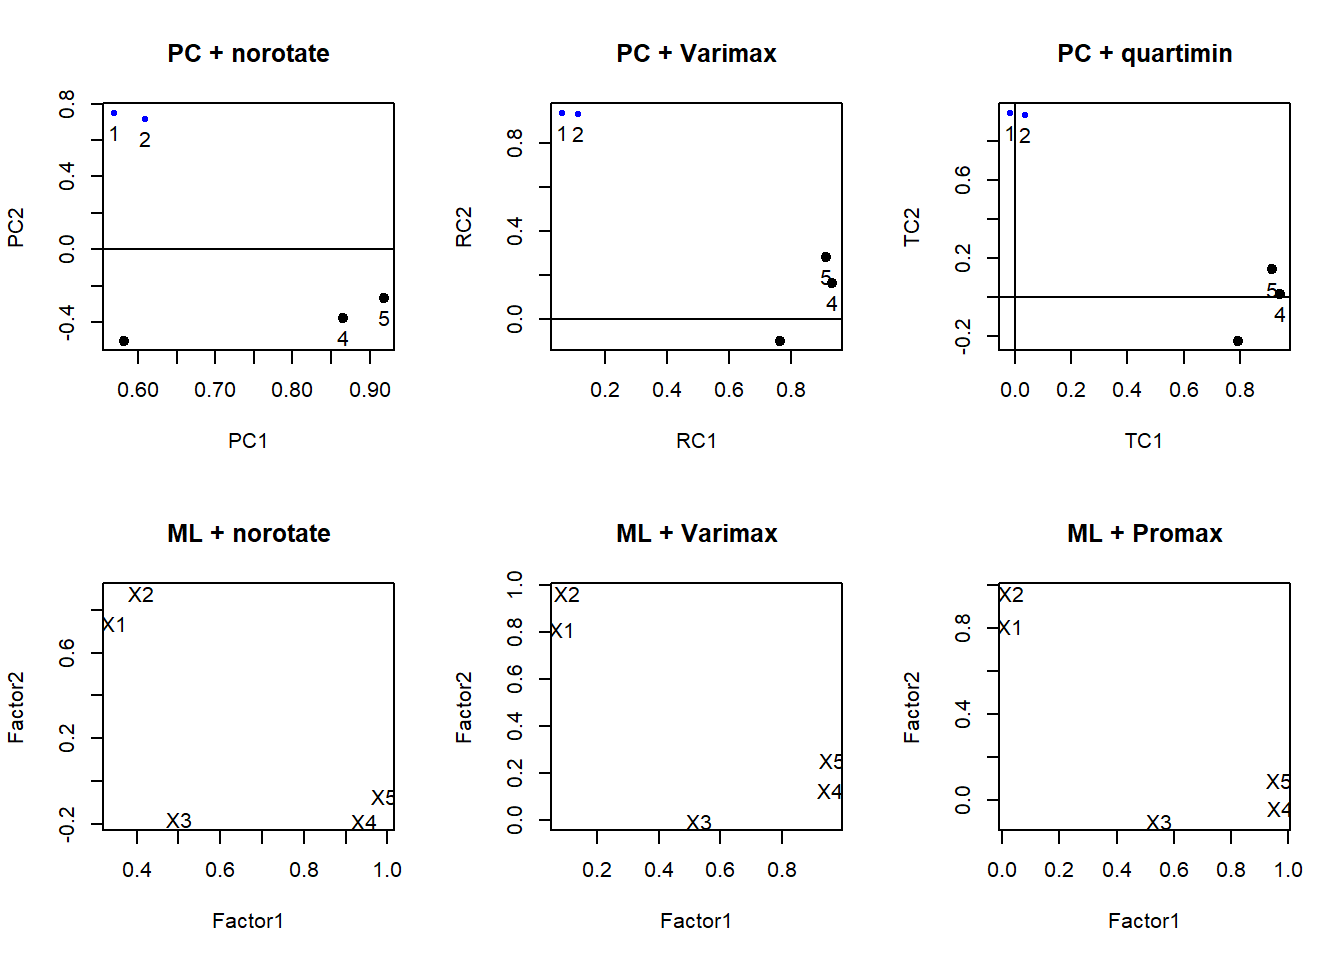 PC + norotate
PC2
0.8
0.4
0.0
-0.4
1
2
4
5
0.60 0.70 0.80 0.90
PC1
PC + Varimax
RC2
0.8
0.4
0.0
1
2
5
4
0.2 0.4 0.6 0.8
RC1
PC + quartimin
TC2
0.6
0.2
-0.2
1
2
5
4
0.0 0.2 0.4 0.6 0.8
TC1
ML + norotate
Factor2
0.6
0.2
-0.2
X2
X1
X5
X3
X4
0.4 0.6 0.8 1.0
Factor1
ML + Varimax
Factor2
1.0
0.8
0.6
0.4
0.2
0.0
X2
X1
X5
X4
X3
0.2 0.4 0.6 0.8
Factor1
ML + Promax
Factor2
0.8
0.4
0.0
X2
X1
X5
X4
X3
0.0 0.2 0.4 0.6 0.8 1.0
Factor1